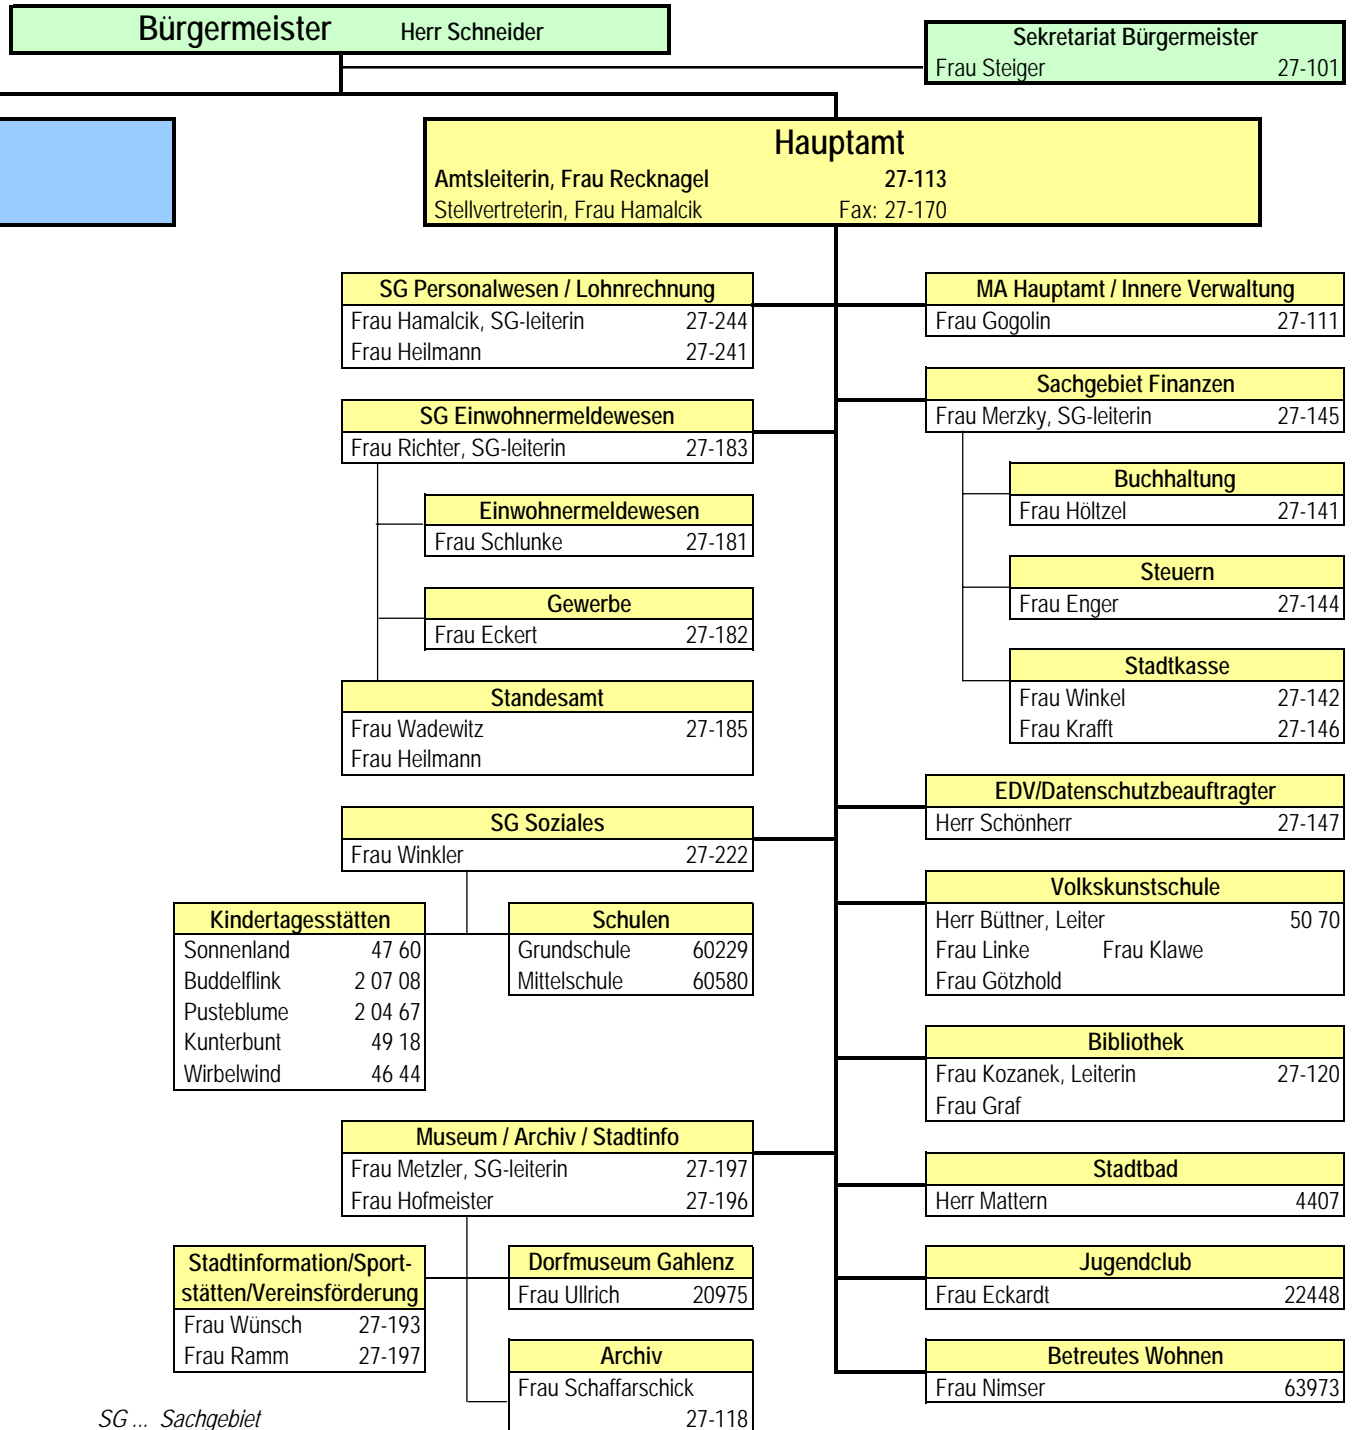 Bürgermeister Herr Schneider
Sekretariat Bürgermeister
Frau Steiger 27-101
Hauptamt
Amtsleiterin, Frau Recknagel 27-113
Stellvertreterin, Frau Hamalcik Fax: 27-170
SG Personalwesen / Lohnrechnung
Frau Hamalcik, SG-leiterin 27-244
Frau Heilmann 27-241
SG Einwohnermeldewesen
Frau Richter, SG-leiterin 27-183
Einwohnermeldewesen
Frau Schlunke 27-181
Gewerbe
Frau Eckert 27-182
Standesamt
Frau Wadewitz 27-185
Frau Heilmann
SG Soziales
Frau Winkler 27-222
Kindertagesstätten
Sonnenland 47 60
Buddelflink 2 07 08
Pusteblume 2 04 67
Kunterbunt 49 18
Wirbelwind 46 44
Schulen
Grundschule 60229
Mittelschule 60580
Museum / Archiv / Stadtinfo
Frau Metzler, SG-leiterin 27-197
Frau Hofmeister 27-196
Stadtinformation/Sport-
stätten/Vereinsförderung
Frau Wünsch 27-193
Frau Ramm 27-197
Dorfmuseum Gahlenz
Frau Ullrich 20975
Archiv
Frau Schaffarschick
27-118
MA Hauptamt / Innere Verwaltung
Frau Gogolin 27-111
Sachgebiet Finanzen
Frau Merzky, SG-leiterin 27-145
Buchhaltung
Frau Höltzel 27-141
Steuern
Frau Enger 27-144
Stadtkasse
Frau Winkel 27-142
Frau Krafft 27-146
EDV/Datenschutzbeauftragter
Herr Schönherr 27-147
Volkskunstschule
Herr Büttner, Leiter 50 70
Frau Linke Frau Klawe
Frau Götzhold
Bibliothek
Frau Kozanek, Leiterin 27-120
Frau Graf
Stadtbad
Herr Mattern 4407
Jugendclub
Frau Eckardt 22448
Betreutes Wohnen
Frau Nimser 63973
SG ... Sachgebiet